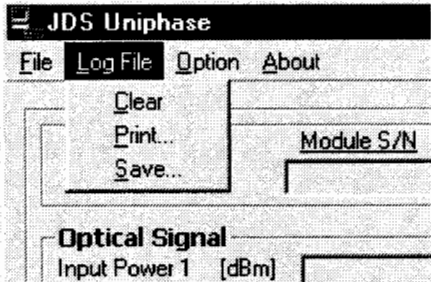 JDS Uniphase
File Log File Option About
Clear
Print...
Module S/N
Save...
Optical Signal
Input Power 1 [dBm]